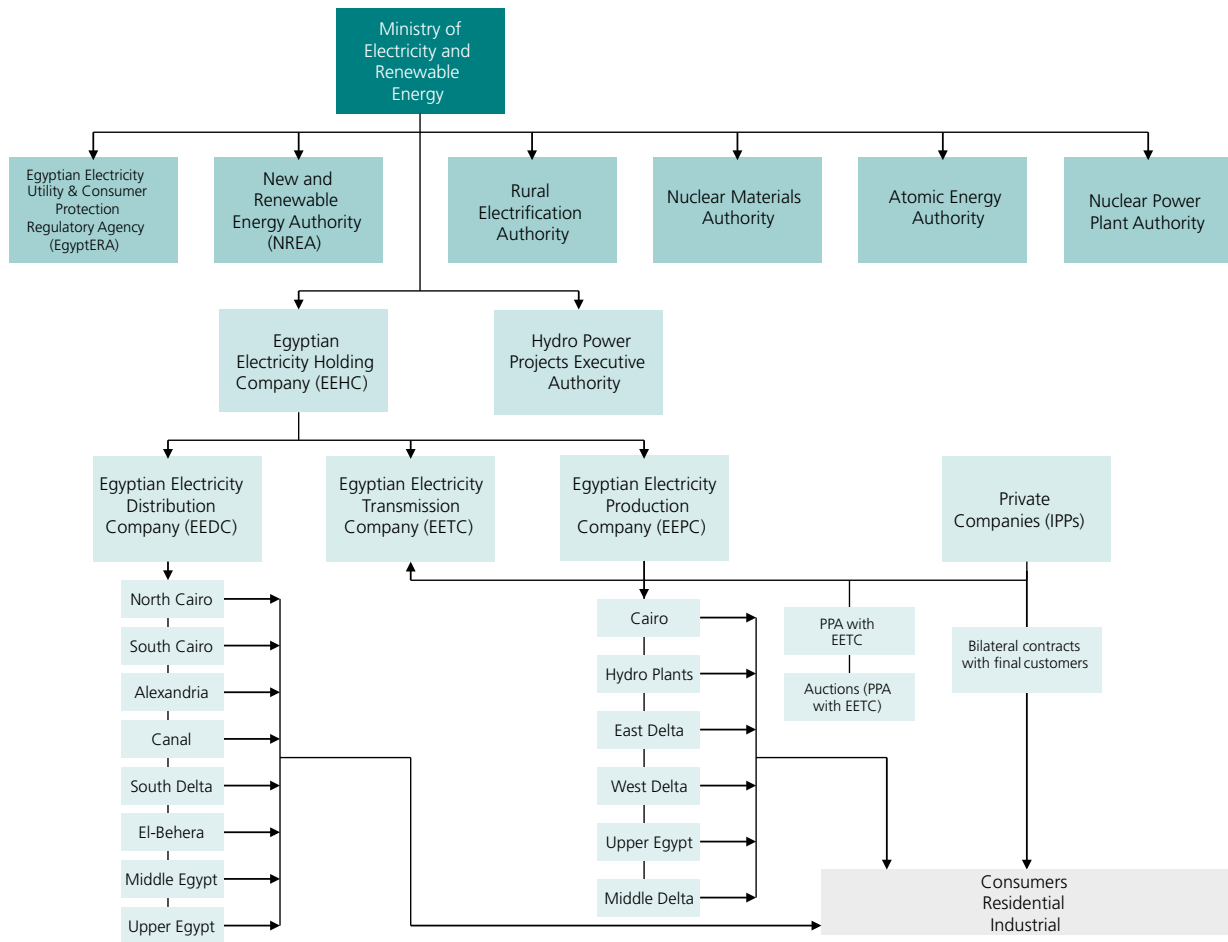 Ministry of
Electricity and
Renewable
Energy
Egyptian Electricity
Utility & Consumer
Protection
Regulatory Agency
(EgyptERA)
New and
Renewable
Energy Authority
(NREA)
Rural
Electrification
Authority
Nuclear Materials
Authority
Atomic Energy
Authority
Nuclear Power
Plant Authority
Egyptian
Electricity Holding
Company (EEHC)
Hydro Power
Projects Executive
Authority
Egyptian Electricity
Distribution
Company (EEDC)
Egyptian Electricity
Transmission
Company (EETC)
Egyptian Electricity
Production
Company (EEPC)
Private
Companies (IPPs)
North Cairo
South Cairo
Alexandria
Canal
South Delta
El-Behera
Middle Egypt
Upper Egypt
Cairo
Hydro Plants
East Delta
West Delta
Upper Egypt
Middle Delta
PPA with
EETC
Auctions (PPA
with EETC)
Bilateral contracts
with final customers
Consumers
Residential
Industrial